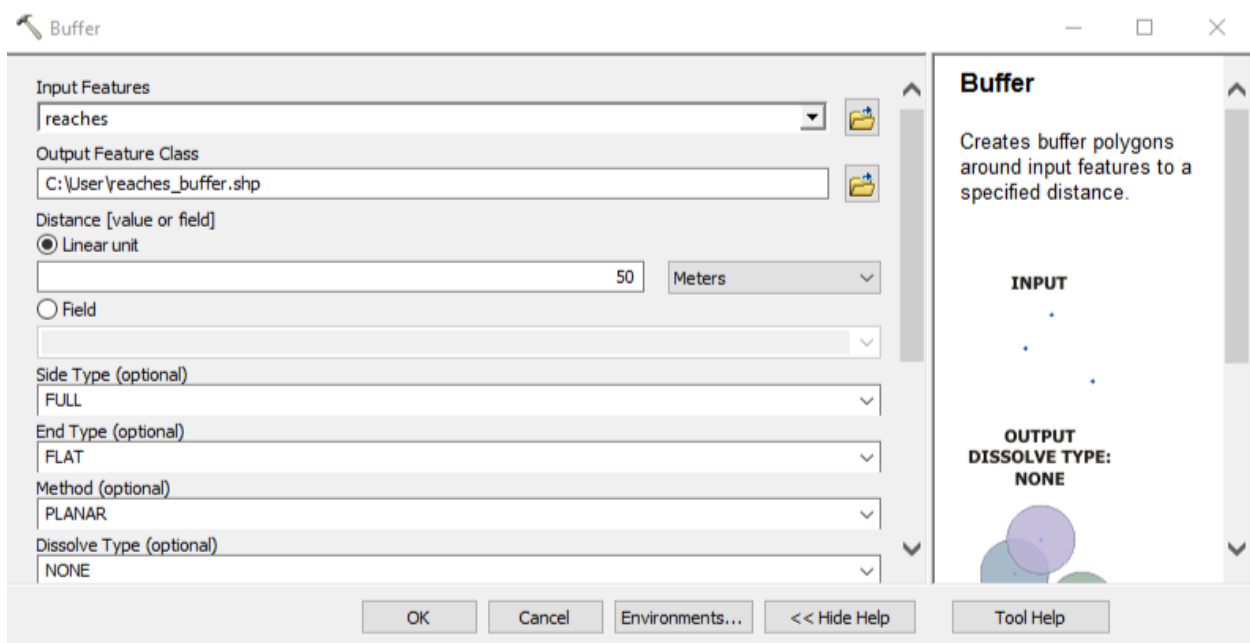 Buffer
Input Features
reaches
Output Feature Class
C:\User\reaches_buffer.shp
Distance [value or field]
Linear unit
50 Meters
Field
Side Type (optional)
FULL
End Type (optional)
FLAT
Method (optional)
PLANAR
Dissolve Type (optional)
NONE
Buffer
Creates buffer polygons
around input features to a
specified distance.
INPUT
OUTPUT
DISSOLVE TYPE:
NONE
OK Cancel Environments... << Hide Help Tool Help